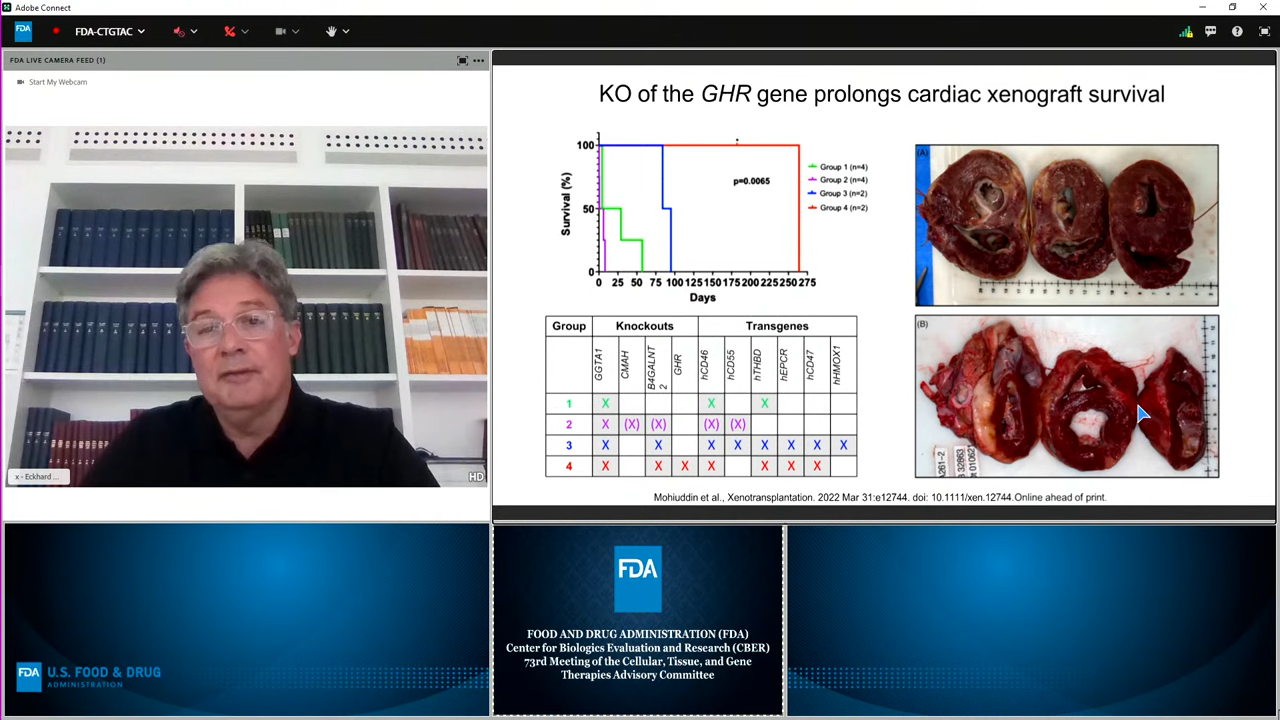 Adobe Connect
FDA
FDA-CTGTAC
FDA LIVE CAMERA FEED (1)
Start My Webcam
x - Eckhard ...
HD
KO of the GHR gene prolongs cardiac xenograft survival
Survival (%)
100
50
0
0 25 50 75 100 125 150 175 200 225 250 275
Days
p=0.0065
Group 1 (n=4)
Group 2 (n=4)
Group 3 (n=2)
Group 4 (n=2)
Group Knockouts Transgenes
GGTA1 CMAH B4GALNT2 GHR hCD46 hCD55 hTHBD hEPCR hCD47 hHMOX1
1 X X X
2 X (X) (X) (X) (X)
3 X X X X X X X X
4 X X X X X X X
(A)
(B)
Mohiuddin et al., Xenotransplantation. 2022 Mar 31:e12744. doi: 10.1111/xen.12744.Online ahead of print.
FDA U.S. FOOD & DRUG
ADMINISTRATION
FDA
FOOD AND DRUG ADMINISTRATION (FDA)
Center for Biologics Evaluation and Research (CBER)
73rd Meeting of the Cellular, Tissue, and Gene
Therapies Advisory Committee